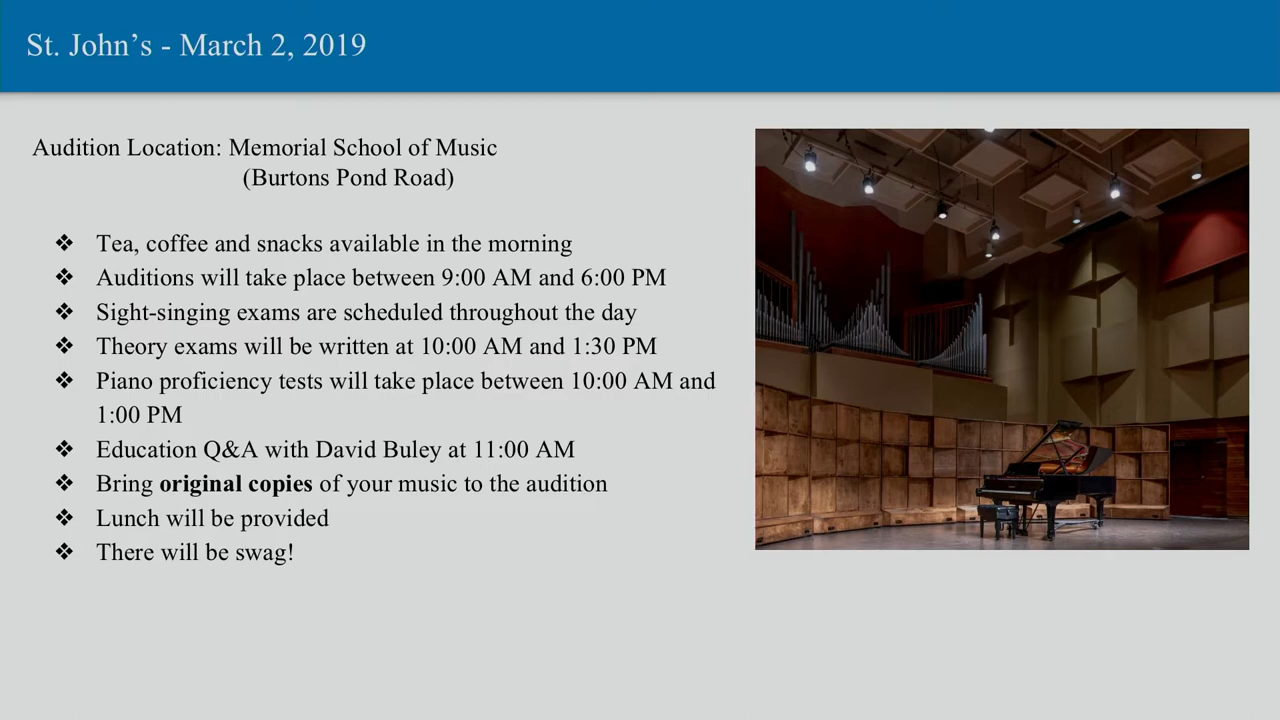 St. John’s - March 2, 2019
Audition Location: Memorial School of Music
(Burtons Pond Road)
❖ Tea, coffee and snacks available in the morning
❖ Auditions will take place between 9:00 AM and 6:00 PM
❖ Sight-singing exams are scheduled throughout the day
❖ Theory exams will be written at 10:00 AM and 1:30 PM
❖ Piano proficiency tests will take place between 10:00 AM and
1:00 PM
❖ Education Q&A with David Buley at 11:00 AM
❖ Bring original copies of your music to the audition
❖ Lunch will be provided
❖ There will be swag!